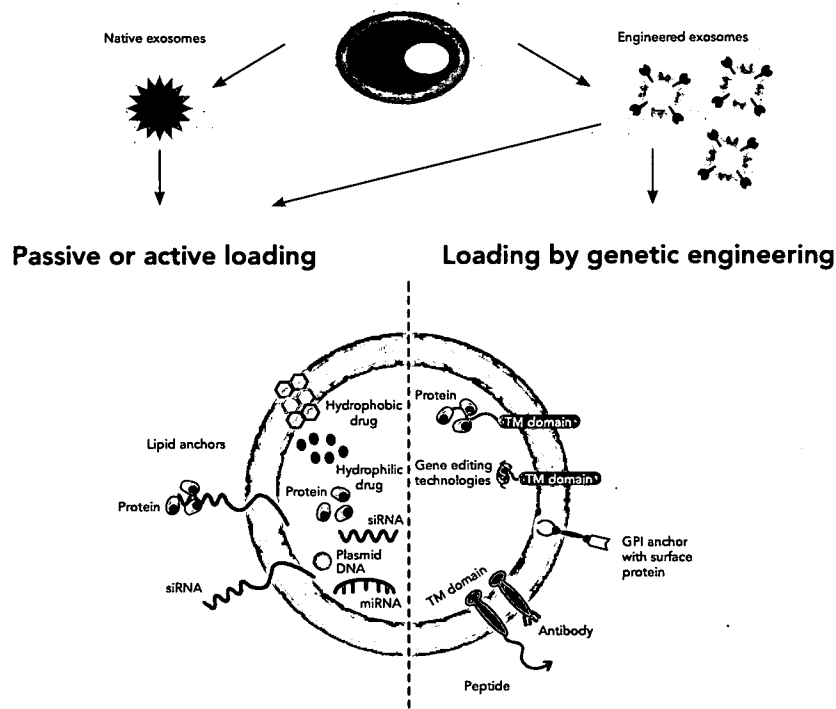 Native exosomes
Engineered exosomes
Passive or active loading
Loading by genetic engineering
Hydrophobic
drug
Lipid anchors
Hydrophilic
drug
Protein
Protein
siRNA
Plasmid
DNA
siRNA
miRNA
Protein
TM domain
Gene editing
technologies
TM domain
GPI anchor
with surface
protein
TM domain
Antibody
Peptide